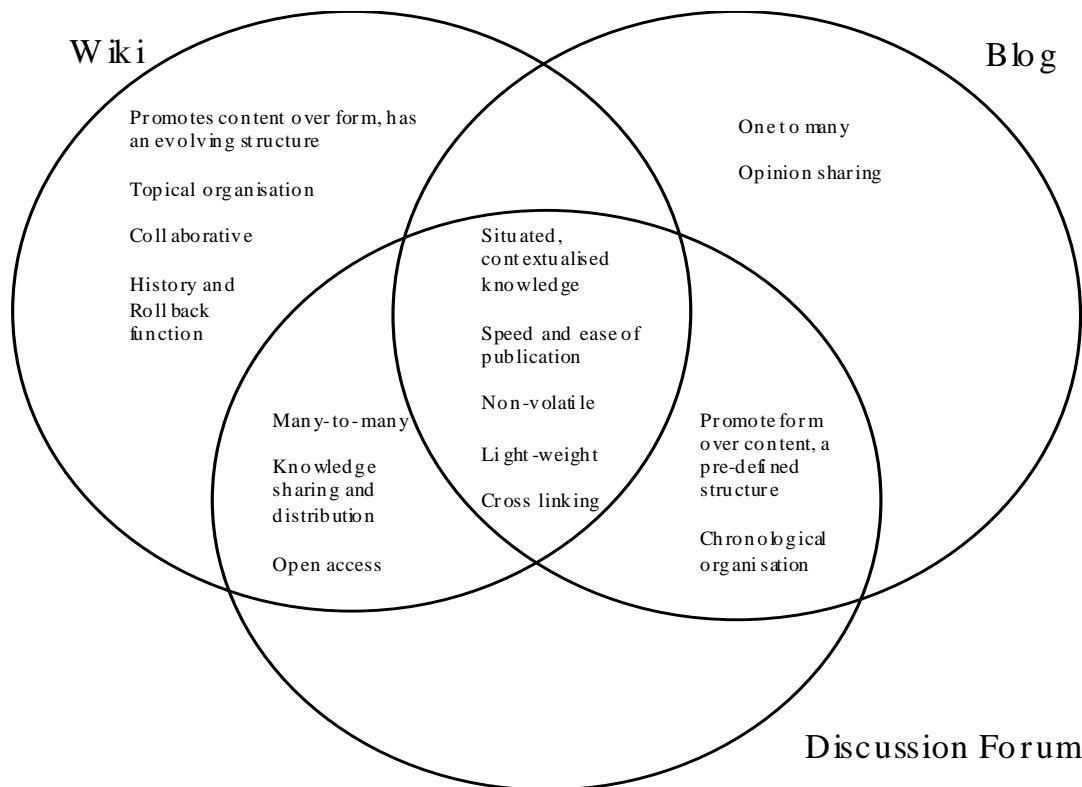 Wiki
Blog
Promotes content over form, has
an evolving structure
Topical organisation
Collaborative
History and
Rollback
function
One to many
Opinion sharing
Situated,
contextualised
knowledge
Speed and ease of
publication
Non-volatile
Light-weight
Cross linking
Many-to-many
Knowledge
sharing and
distribution
Open access
Promote form
over content, a
pre-defined
structure
Chronological
organisation
Discussion Forum